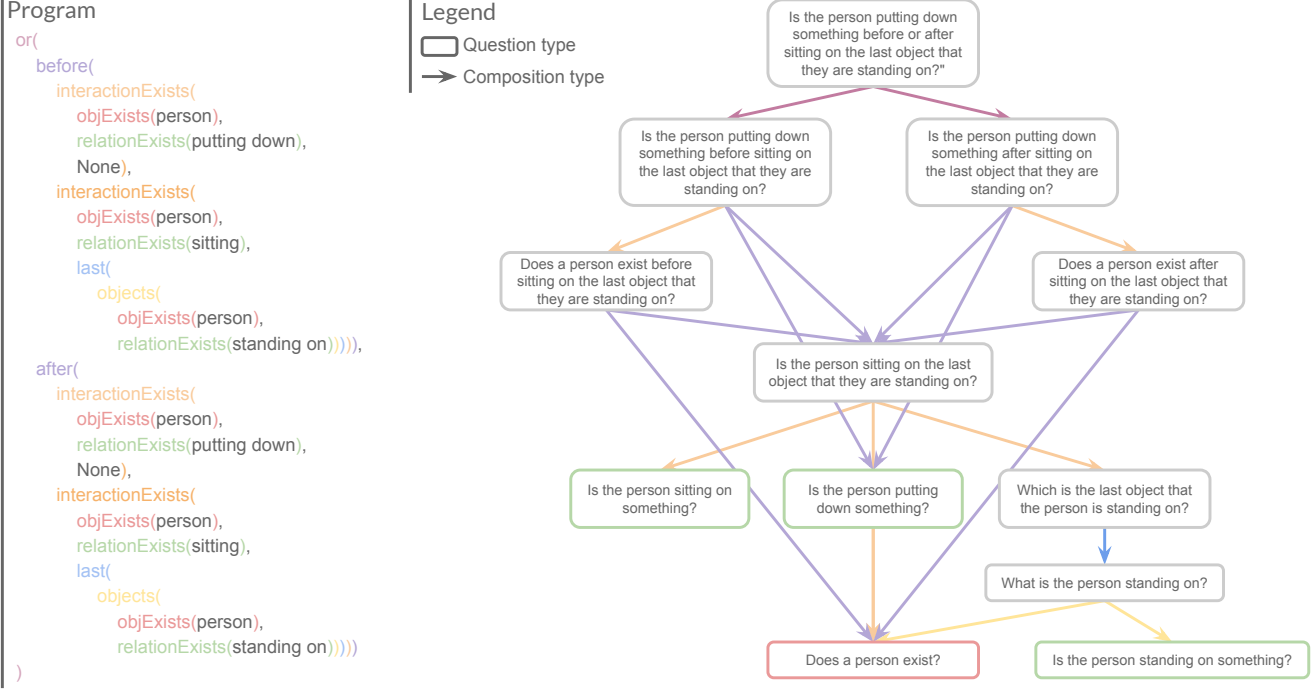 Program
or(
before(
interactionExists(
objExists(person),
relationExists(putting down),
None),
interactionExists(
objExists(person),
relationExists(sitting),
last(
objects(
objExists(person),
relationExists(standing on))))),
after(
interactionExists(
objExists(person),
relationExists(putting down),
None),
interactionExists(
objExists(person),
relationExists(sitting),
last(
objects(
objExists(person),
relationExists(standing on)))))
)
Legend
Question type
Composition type
Is the person putting down
something before or after
sitting on the last object that
they are standing on?"
Is the person putting down
something before sitting on
the last object that they are
standing on?
Is the person putting down
something after sitting on
the last object that they are
standing on?
Does a person exist before
sitting on the last object that
they are standing on?
Does a person exist after
sitting on the last object that
they are standing on?
Is the person sitting on the last
object that they are standing on?
Is the person sitting on
something?
Is the person putting
down something?
Which is the last object that
the person is standing on?
What is the person standing on?
Does a person exist?
Is the person standing on something?